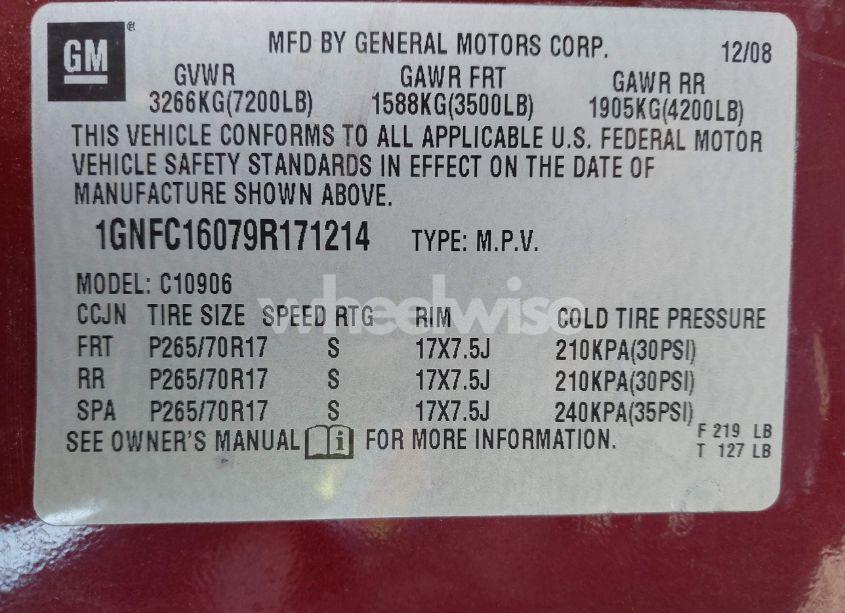 GM ®
MFD BY GENERAL MOTORS CORP. 12/08
GVWR GAWR FRT GAWR RR
3266KG(7200LB) 1588KG(3500LB) 1905KG(4200LB)
THIS VEHICLE CONFORMS TO ALL APPLICABLE U.S. FEDERAL MOTOR
VEHICLE SAFETY STANDARDS IN EFFECT ON THE DATE OF
MANUFACTURE SHOWN ABOVE.
1GNFC16079R171214 TYPE: M.P.V.
MODEL: C10906
wheelwise
CCJN TIRE SIZE SPEED RTG RIM COLD TIRE PRESSURE
FRT P265/70R17 S 17X7.5J 210KPA(30PSI)
RR P265/70R17 S 17X7.5J 210KPA(30PSI)
SPA P265/70R17 S 17X7.5J 240KPA(35PSI)
SEE OWNER'S MANUAL i FOR MORE INFORMATION.
F 219 LB
T 127 LB